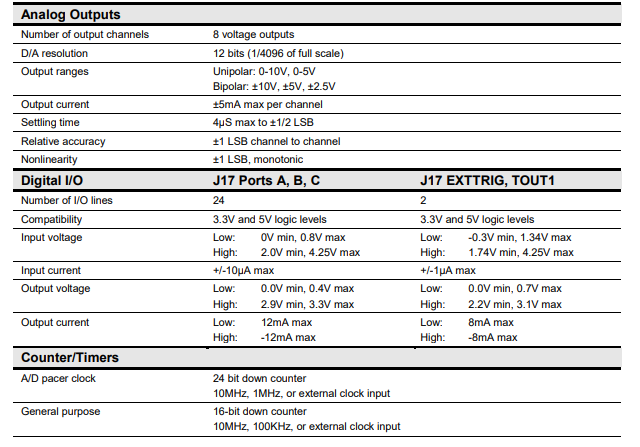 Analog Outputs
Number of output channels 8 voltage outputs
D/A resolution 12 bits (1/4096 of full scale)
Output ranges Unipolar: 0-10V, 0-5V
Bipolar: ±10V, ±5V, ±2.5V
Output current ±5mA max per channel
Settling time 4µS max to ±1/2 LSB
Relative accuracy ±1 LSB channel to channel
Nonlinearity ±1 LSB, monotonic
Digital I/O J17 Ports A, B, C J17 EXTTRIG, TOUT1
Number of I/O lines 24 2
Compatibility 3.3V and 5V logic levels 3.3V and 5V logic levels
Input voltage Low: 0V min, 0.8V max Low: -0.3V min, 1.34V max
High: 2.0V min, 4.25V max High: 1.74V min, 4.25V max
Input current +/-10µA max +/-1µA max
Output voltage Low: 0.0V min, 0.4V max Low: 0.0V min, 0.7V max
High: 2.9V min, 3.3V max High: 2.2V min, 3.1V max
Output current Low: 12mA max Low: 8mA max
High: -12mA max High: -8mA max
Counter/Timers
A/D pacer clock 24 bit down counter
10MHz, 1MHz, or external clock input
General purpose 16-bit down counter
10MHz, 100KHz, or external clock input